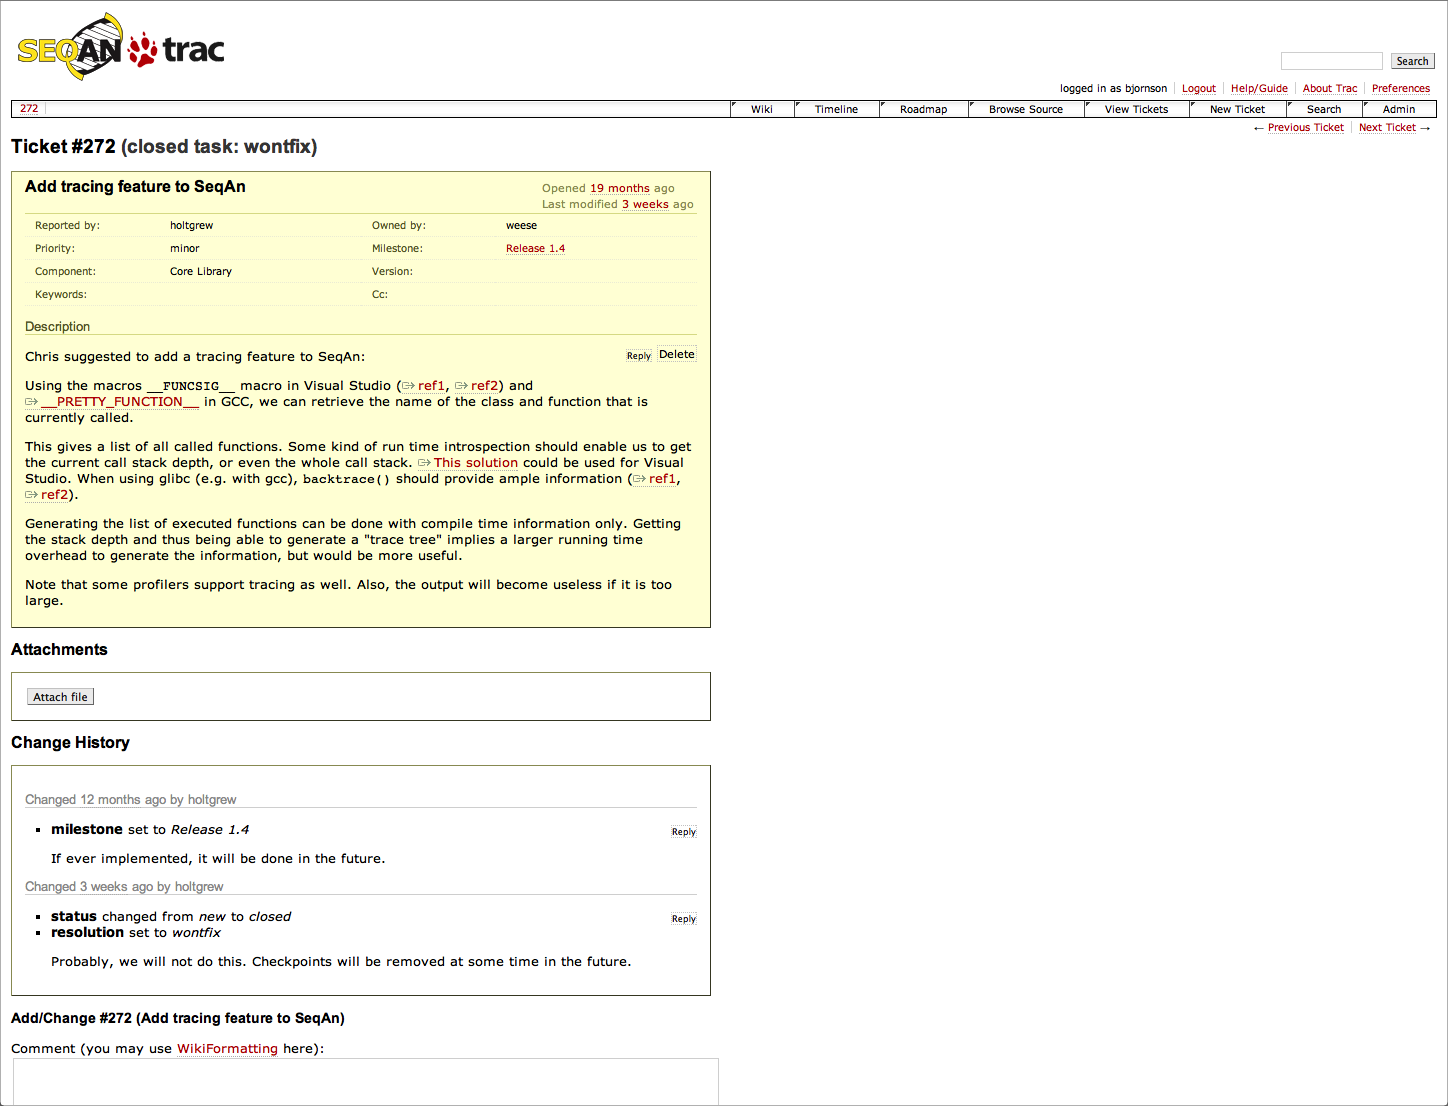 SEQAN trac
Search
logged in as bjornson Logout Help/Guide About Trac Preferences
272 Wiki Timeline Roadmap Browse Source View Tickets New Ticket Search Admin
← Previous Ticket Next Ticket →
Ticket #272 (closed task: wontfix)
Add tracing feature to SeqAn
Opened 19 months ago
Last modified 3 weeks ago
Reported by: holtgrew Owned by: weese
Priority: minor Milestone: Release 1.4
Component: Core Library Version:
Keywords: Cc:
Description
Chris suggested to add a tracing feature to SeqAn: Reply Delete
Using the macros __FUNCSIG__ macro in Visual Studio (ref1, ref2) and
__PRETTY_FUNCTION__ in GCC, we can retrieve the name of the class and function that is
currently called.
This gives a list of all called functions. Some kind of run time introspection should enable us to get
the current call stack depth, or even the whole call stack. This solution could be used for Visual
Studio. When using glibc (e.g. with gcc), backtrace() should provide ample information (ref1,
ref2).
Generating the list of executed functions can be done with compile time information only. Getting
the stack depth and thus being able to generate a "trace tree" implies a larger running time
overhead to generate the information, but would be more useful.
Note that some profilers support tracing as well. Also, the output will become useless if it is too
large.
Attachments
Attach file
Change History
Changed 12 months ago by holtgrew
milestone set to Release 1.4 Reply
If ever implemented, it will be done in the future.
Changed 3 weeks ago by holtgrew
status changed from new to closed Reply
resolution set to wontfix
Probably, we will not do this. Checkpoints will be removed at some time in the future.
Add/Change #272 (Add tracing feature to SeqAn)
Comment (you may use WikiFormatting here):